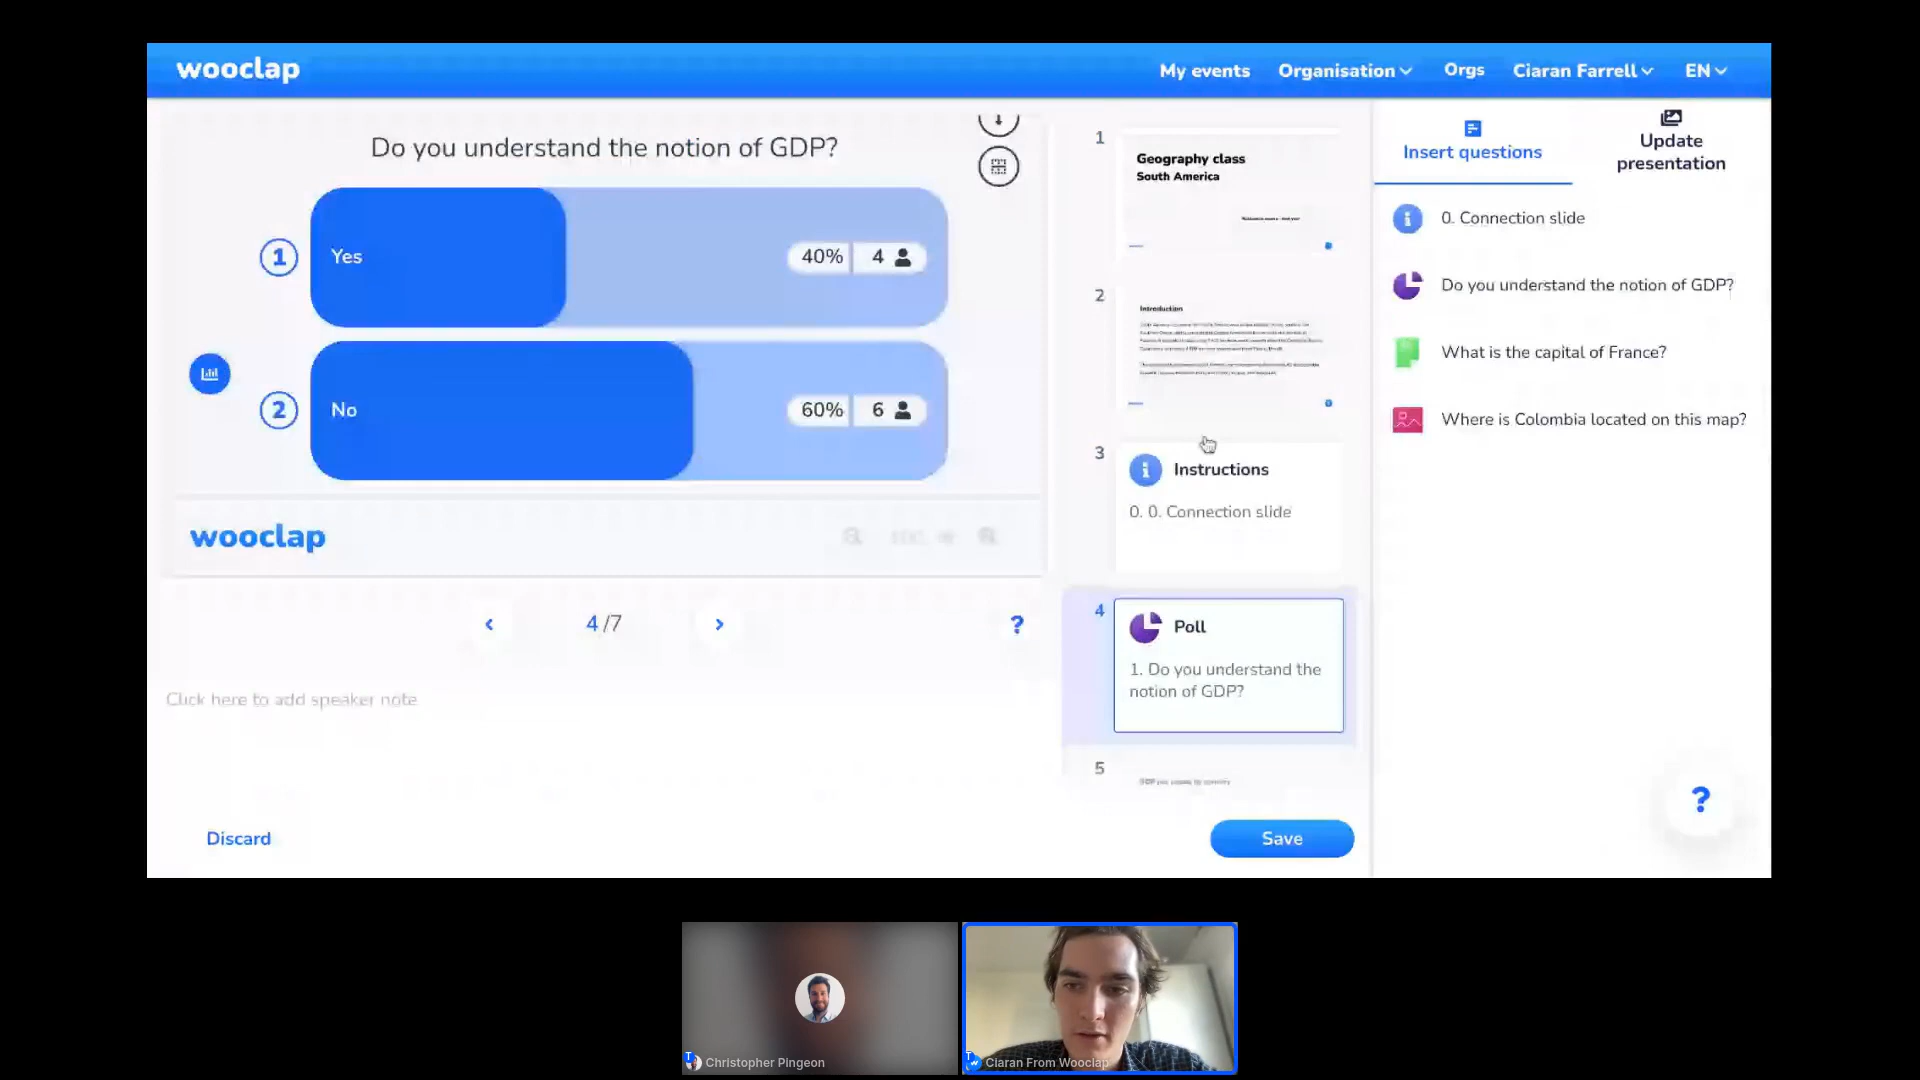 wooclap
My events
Organisation
Orgs
Ciaran Farrell
EN
Do you understand the notion of GDP?
1
Yes
40%
4
2
No
60%
6
wooclap
4 /7
?
Click here to add speaker note
Discard
Save
1
Geography class
South America
2
Introduction
3
Instructions
0. 0. Connection slide
4
Poll
1. Do you understand the
notion of GDP?
5
Insert questions
Update
presentation
0. Connection slide
Do you understand the notion of GDP?
What is the capital of France?
Where is Colombia located on this map?
?
Christopher Pingeon
Ciaran From Wooclap